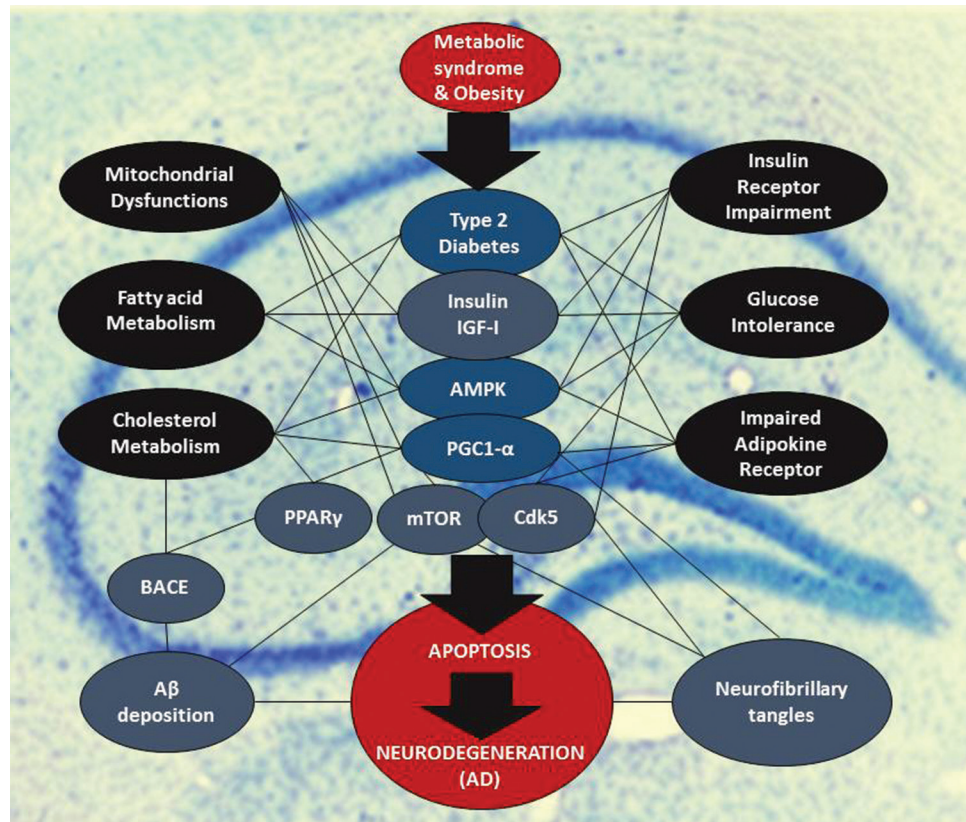 Metabolic
syndrome
& Obesity
Mitochondrial
Dysfunctions
Insulin
Receptor
Impairment
Type 2
Diabetes
Fatty acid
Metabolism
Insulin
IGF-I
Glucose
Intolerance
AMPK
Cholesterol
Metabolism
PGC1-α
Impaired
Adipokine
Receptor
PPARγ
mTOR
Cdk5
BACE
APOPTOSIS
Aβ
deposition
Neurofibrillary
tangles
NEURODEGENERATION
(AD)